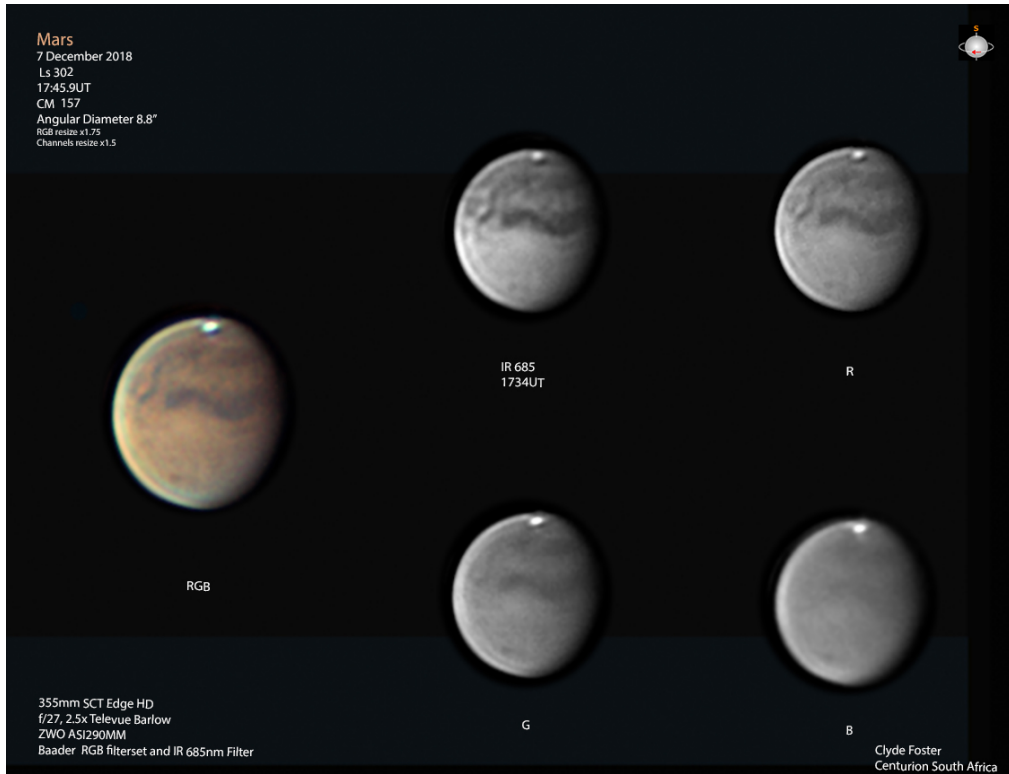 Mars
7 December 2018
Ls 302
17:45.9UT
CM 157
Angular Diameter 8.8”
RGB resize x1.75
Channels resize x1.5
S
IR 685
1734UT
R
RGB
G
B
355mm SCT Edge HD
f/27, 2.5x Televue Barlow
ZWO ASI290MM
Baader RGB filterset and IR 685nm Filter
Clyde Foster
Centurion South Africa